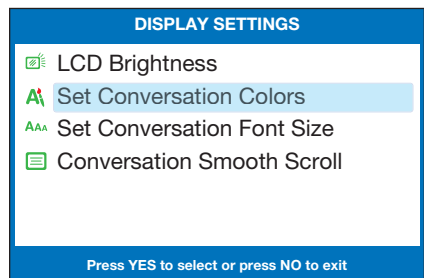 DISPLAY SETTINGS
LCD Brightness
Set Conversation Colors
Set Conversation Font Size
Conversation Smooth Scroll
Press YES to select or press NO to exit